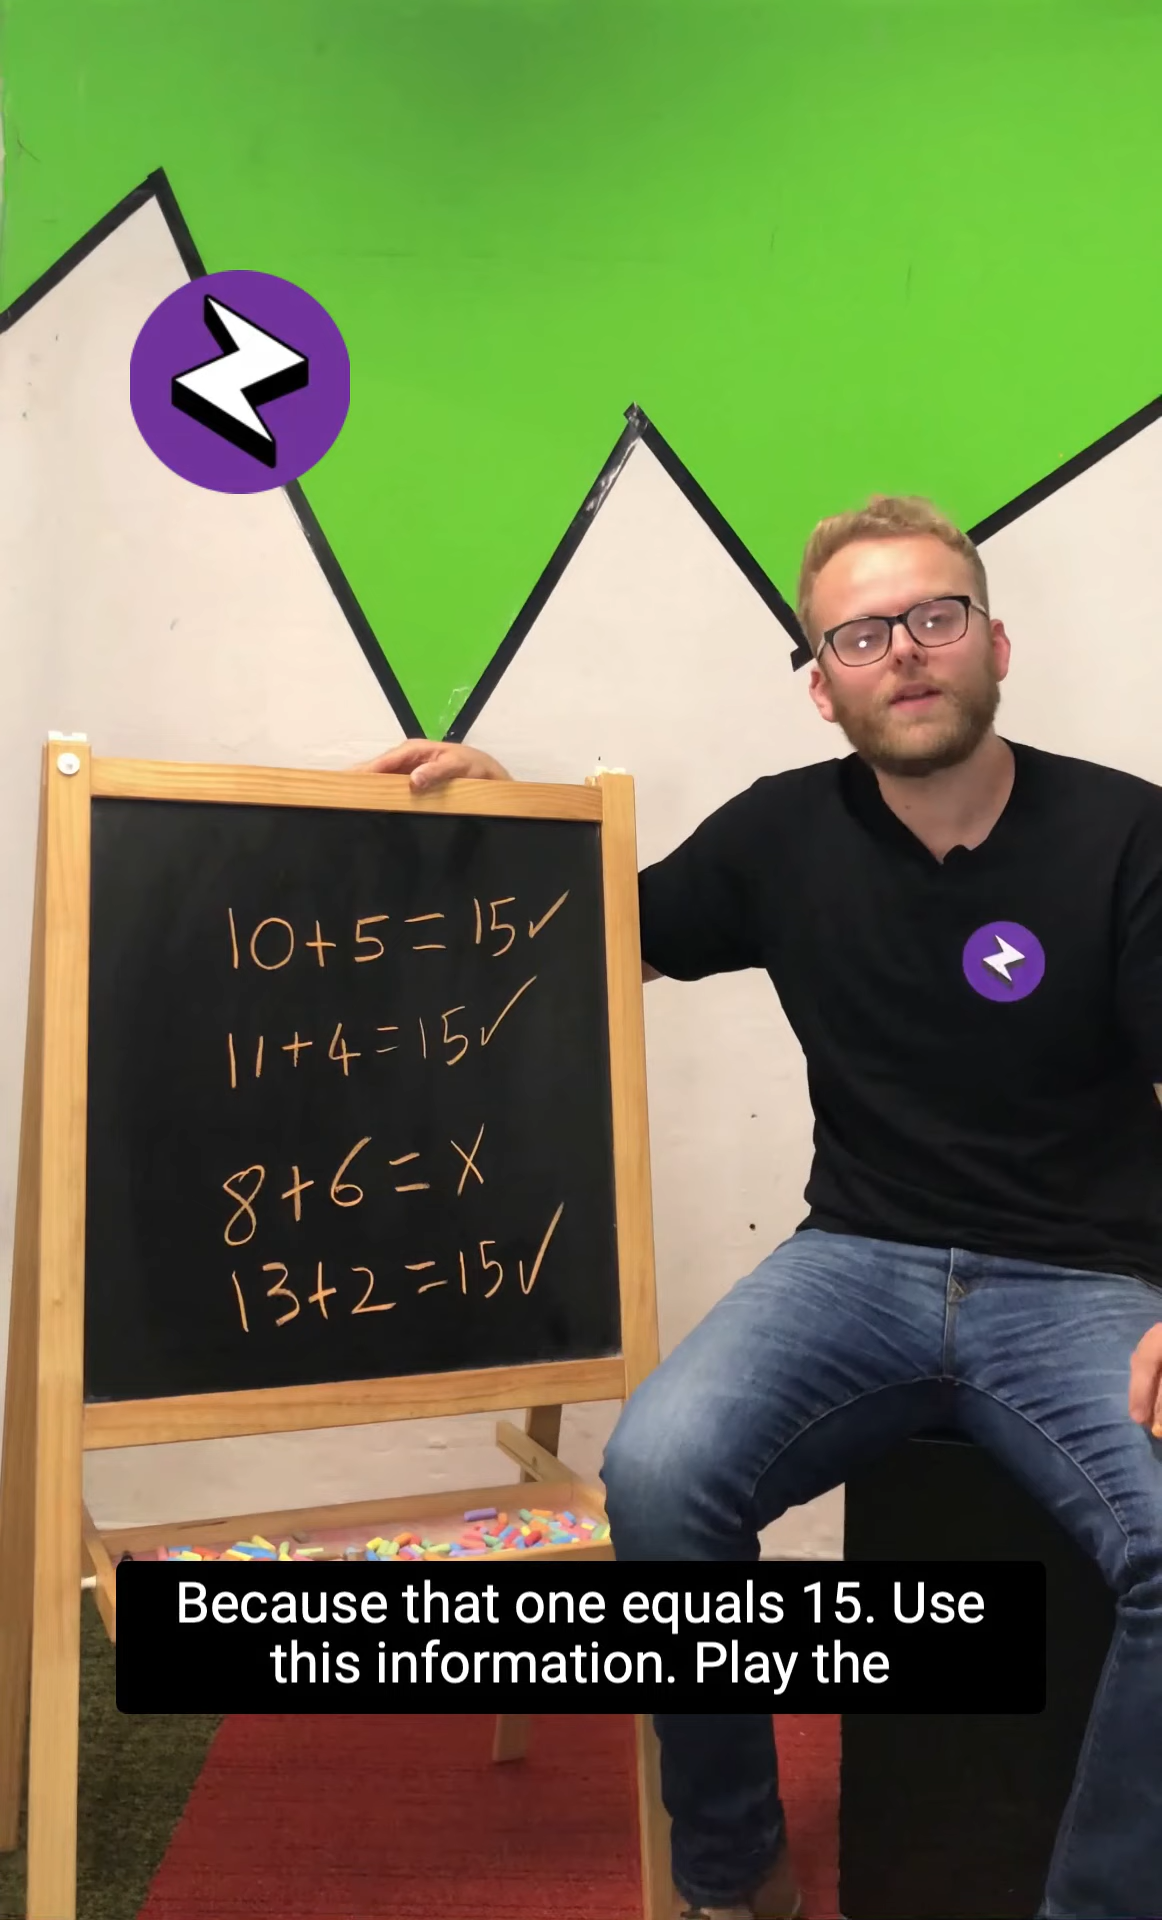 10+5=15✓
11+4=15✓
8+6=X
13+2=15✓
Because that one equals 15. Use
this information. Play the